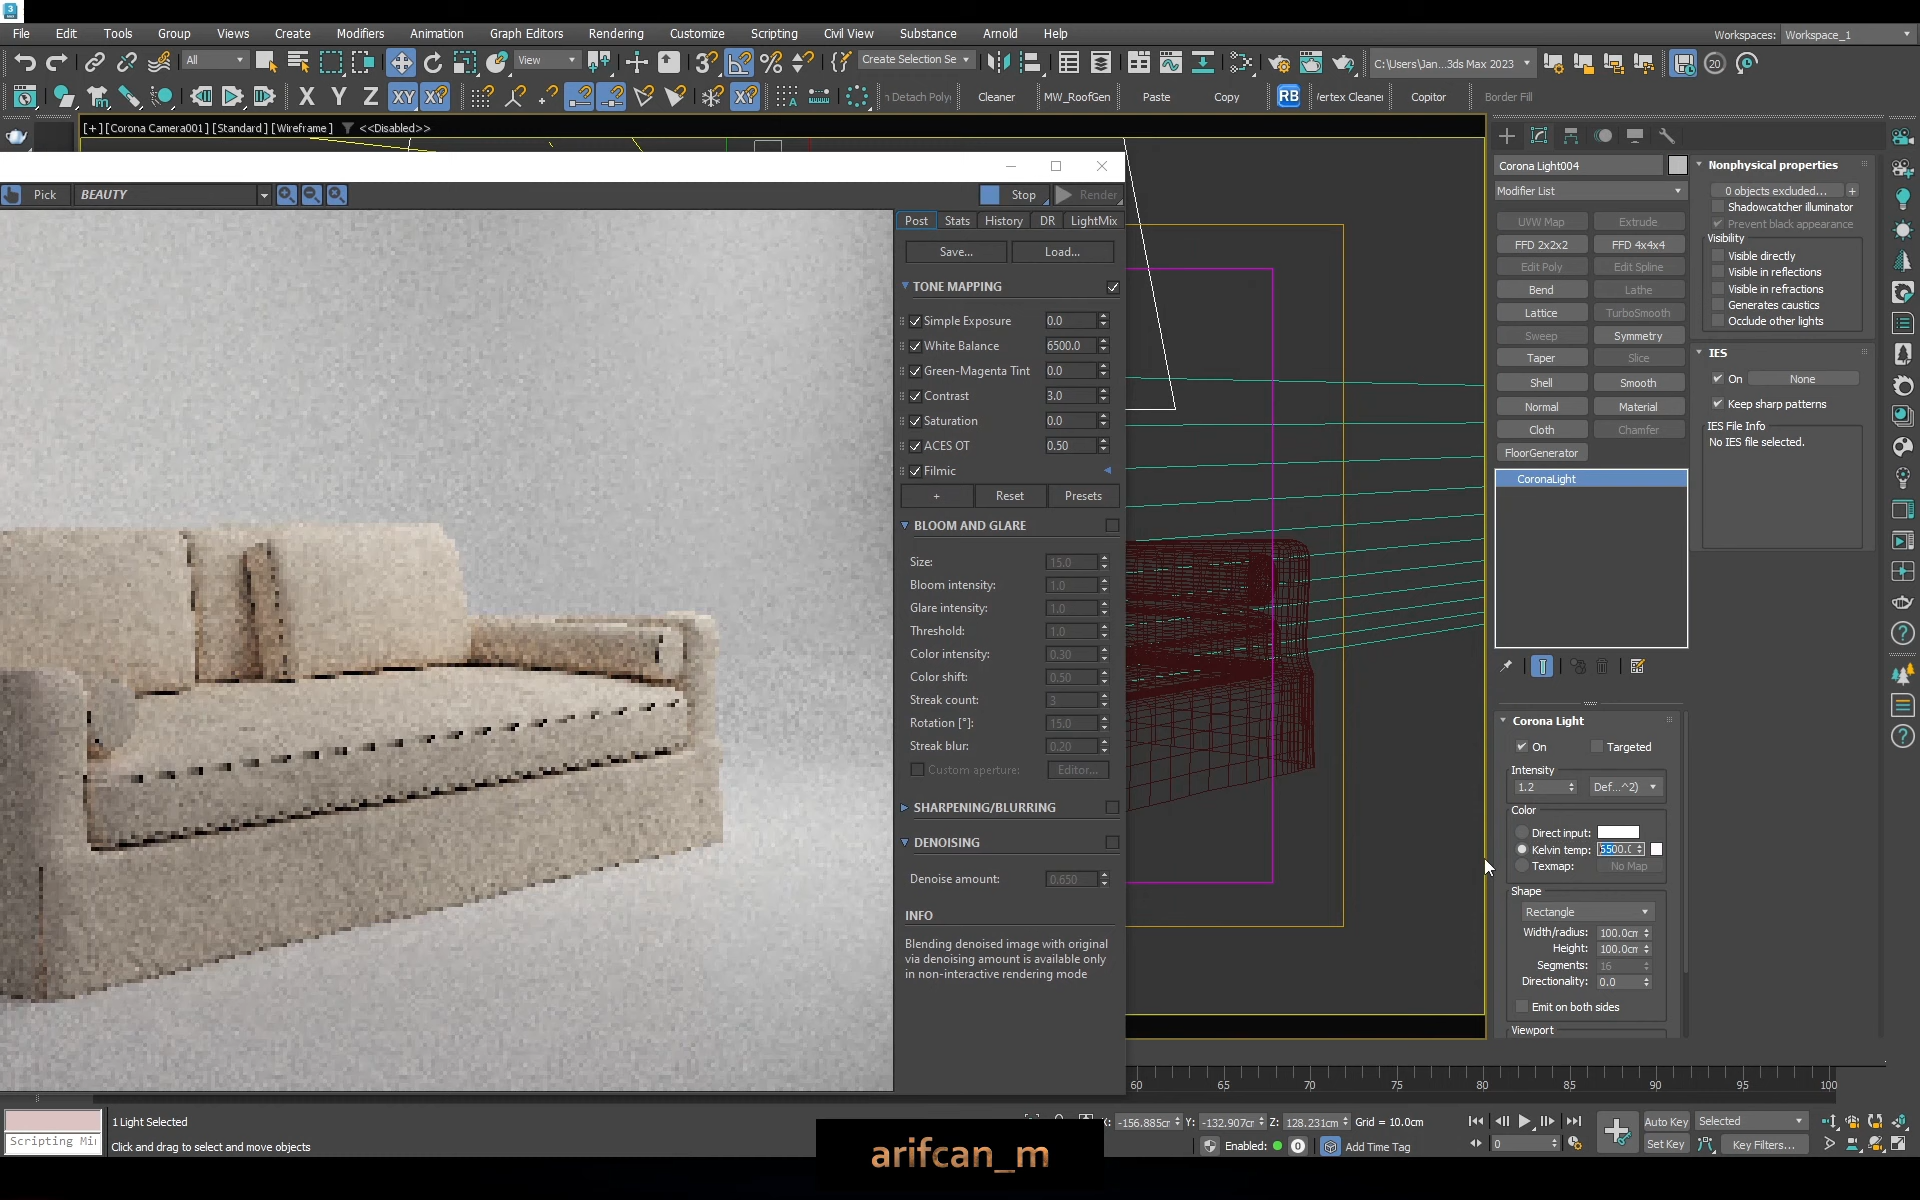 File Edit Tools Group Views Create Modifiers Animation Graph Editors Rendering Customize Scripting Civil View Substance Arnold Help
Workspaces: Workspace_1
All View Create Selection Se C:\Users\Jan...3ds Max 2023 20
X Y Z XY XY Detach Poly Cleaner MW_RoofGen Paste Copy RB Vertex Cleaner Copitor Border Fill
[+] [Corona Camera001] [Standard] [Wireframe] <<Disabled>>
Pick BEAUTY
Stop Render
Post Stats History DR LightMix
Save... Load...
TONE MAPPING
Simple Exposure 0.0
White Balance 6500.0
Green-Magenta Tint 0.0
Contrast 3.0
Saturation 0.0
ACES OT 0.50
Filmic
+ Reset Presets
BLOOM AND GLARE
Size: 15.0
Bloom intensity: 1.0
Glare intensity: 1.0
Threshold: 1.0
Color intensity: 0.30
Color shift: 0.50
Streak count: 3
Rotation [°]: 15.0
Streak blur: 0.20
Custom aperture: Editor...
SHARPENING/BLURRING
DENOISING
Denoise amount: 0.650
INFO
Blending denoised image with original
via denoising amount is available only
in non-interactive rendering mode
Corona Light004
Modifier List
UVW Map Extrude
FFD 2x2x2 FFD 4x4x4
Edit Poly Edit Spline
Bend Lathe
Lattice TurboSmooth
Sweep Symmetry
Taper Slice
Shell Smooth
Normal Material
Cloth Chamfer
FloorGenerator
CoronaLight
Corona Light
On Targeted
Intensity
1.2 Def...^2)
Color
Direct input:
Kelvin temp:
Texmap: No Map
Shape
Rectangle
Width/radius: 100.0cm
Height: 100.0cm
Segments: 16
Directionality: 0.0
Emit on both sides
Viewport
Nonphysical properties
0 objects excluded... +
Shadowcatcher illuminator
Prevent black appearance
Visibility
Visible directly
Visible in reflections
Visible in refractions
Generates caustics
Occlude other lights
IES
On None
Keep sharp patterns
IES File Info
No IES file selected.
60 65 70 75 80 85 90 95 100
1 Light Selected
X: -156.885cm Y: -132.907cm Z: 128.231cm Grid = 10.0cm
Auto Key Selected
Scripting Mi
Click and drag to select and move objects
Enabled: 0 Add Time Tag
0 Set Key Key Filters...
arifcan_m